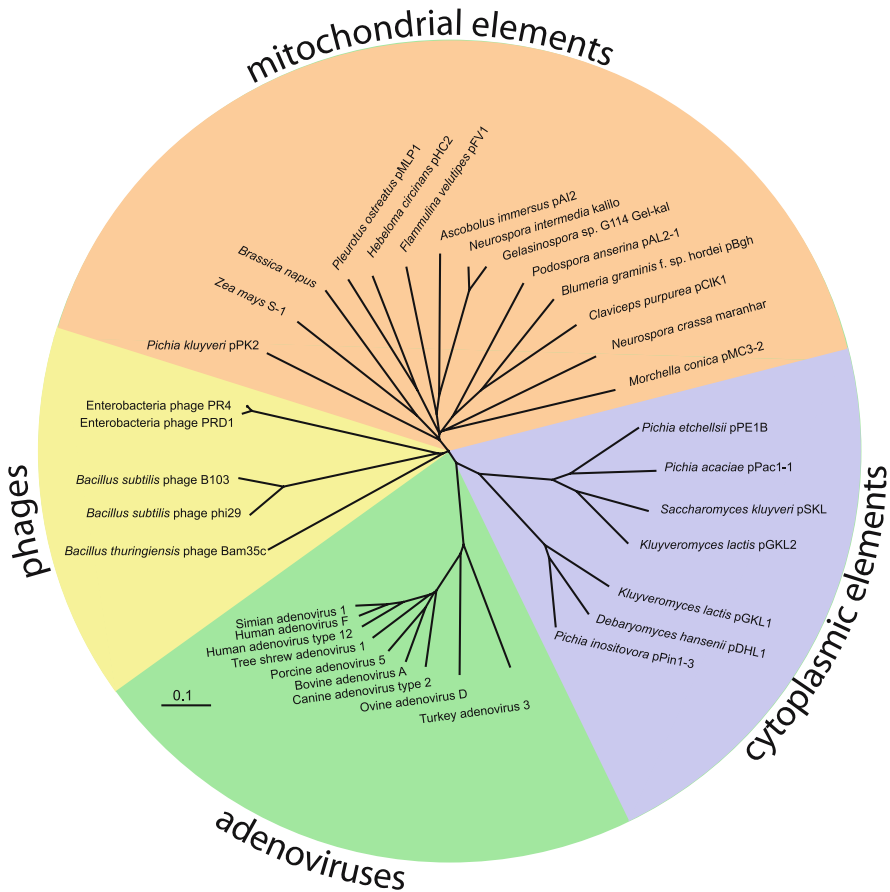 mitochondrial elements
Pleurotus ostreatus pMLP1
Hebeloma circinans pHC2
Flammulina velutipes pFV1
Ascobolus immersus pAI2
Neurospora intermedia kalilo
Gelasinospora sp. G114 Gel-kal
Podospora anserina pAL2-1
Blumeria graminis f. sp. hordei pBgh
Claviceps purpurea pClK1
Neurospora crassa maranhar
Morchella conica pMC3-2
Brassica napus
Zea mays S-1
Pichia kluyveri pPK2
phages
Enterobacteria phage PR4
Enterobacteria phage PRD1
Bacillus subtilis phage B103
Bacillus subtilis phage phi29
Bacillus thuringiensis phage Bam35c
cytoplasmic elements
Pichia etchellsii pPE1B
Pichia acaciae pPac1-1
Saccharomyces kluyveri pSKL
Kluyveromyces lactis pGKL2
Kluyveromyces lactis pGKL1
Debaryomyces hansenii pDHL1
Pichia inositovora pPin1-3
Simian adenovirus 1
Human adenovirus F
Human adenovirus type 12
Tree shrew adenovirus 1
Porcine adenovirus 5
Bovine adenovirus A
Canine adenovirus type 2
Ovine adenovirus D
Turkey adenovirus 3
0.1
adenoviruses